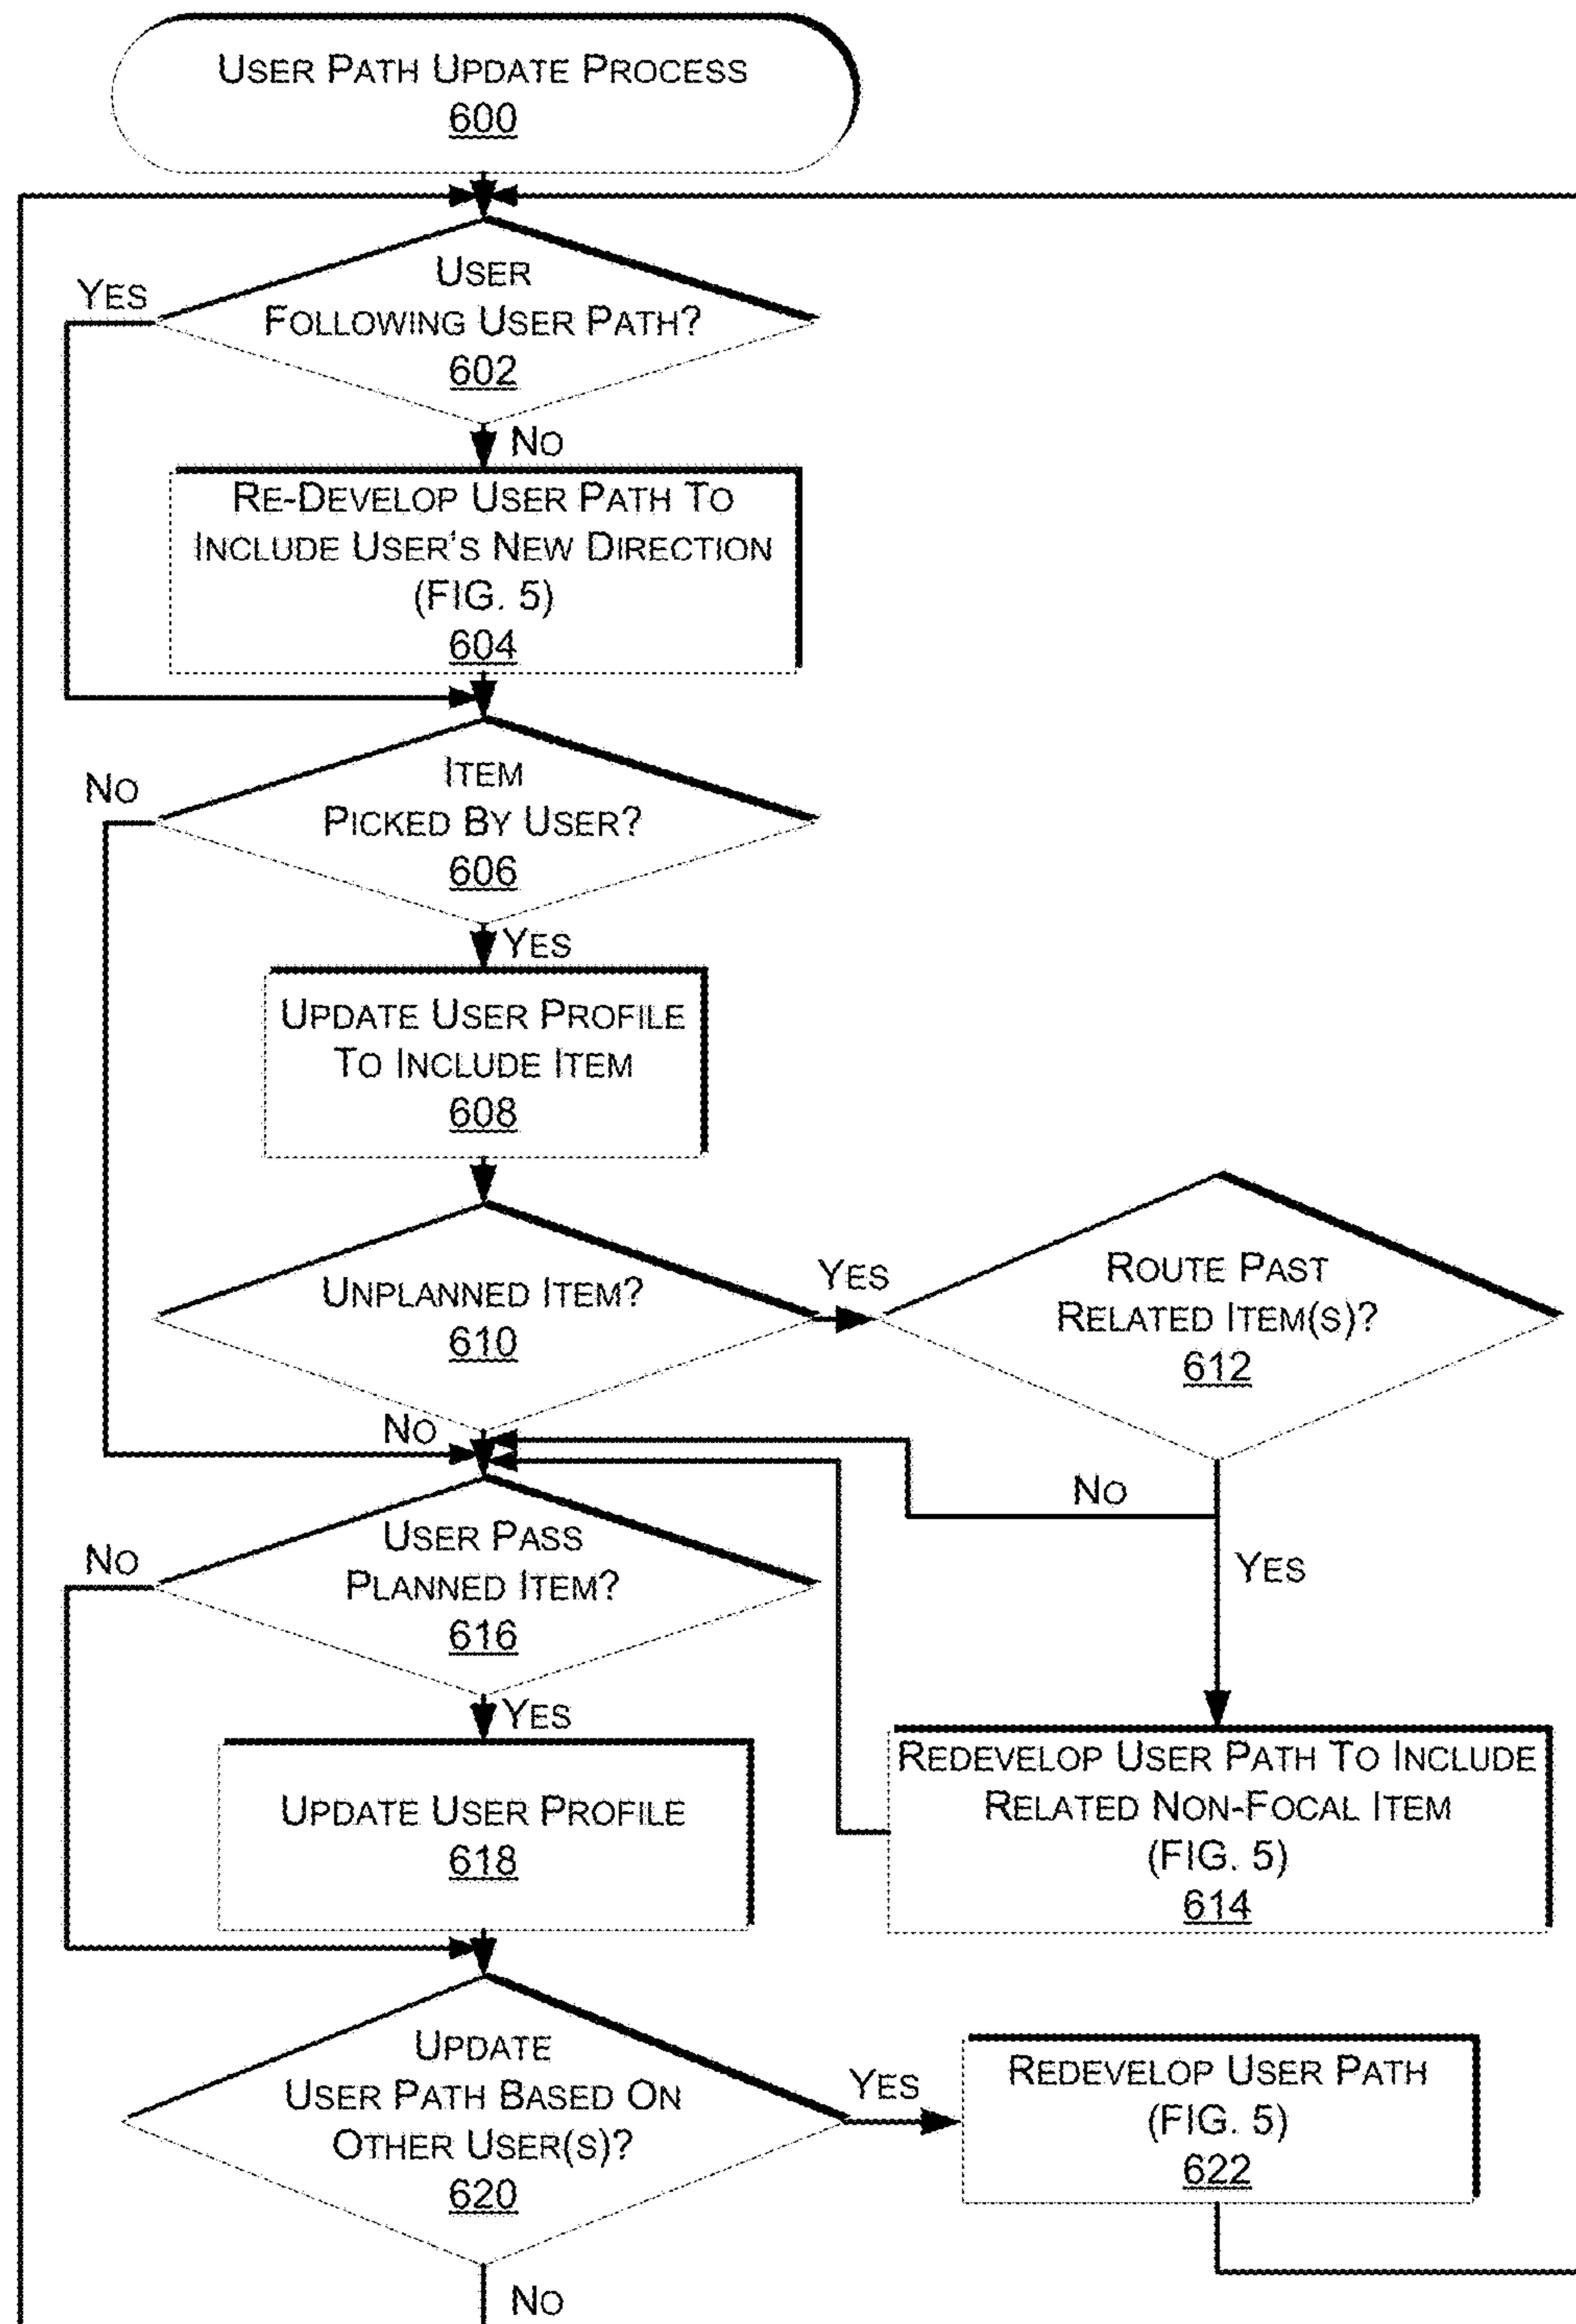 USER PATH UPDATE PROCESS
600
USER
FOLLOWING USER PATH?
602
YES
NO
RE-DEVELOP USER PATH TO
INCLUDE USER'S NEW DIRECTION
(FIG. 5)
604
ITEM
PICKED BY USER?
606
NO
YES
UPDATE USER PROFILE
TO INCLUDE ITEM
608
UNPLANNED ITEM?
610
YES
NO
ROUTE PAST
RELATED ITEM(S)?
612
NO
YES
REDEVELOP USER PATH TO INCLUDE
RELATED NON-FOCAL ITEM
(FIG. 5)
614
USER PASS
PLANNED ITEM?
616
NO
YES
UPDATE USER PROFILE
618
UPDATE
USER PATH BASED ON
OTHER USER(S)?
620
YES
NO
REDEVELOP USER PATH
(FIG. 5)
622